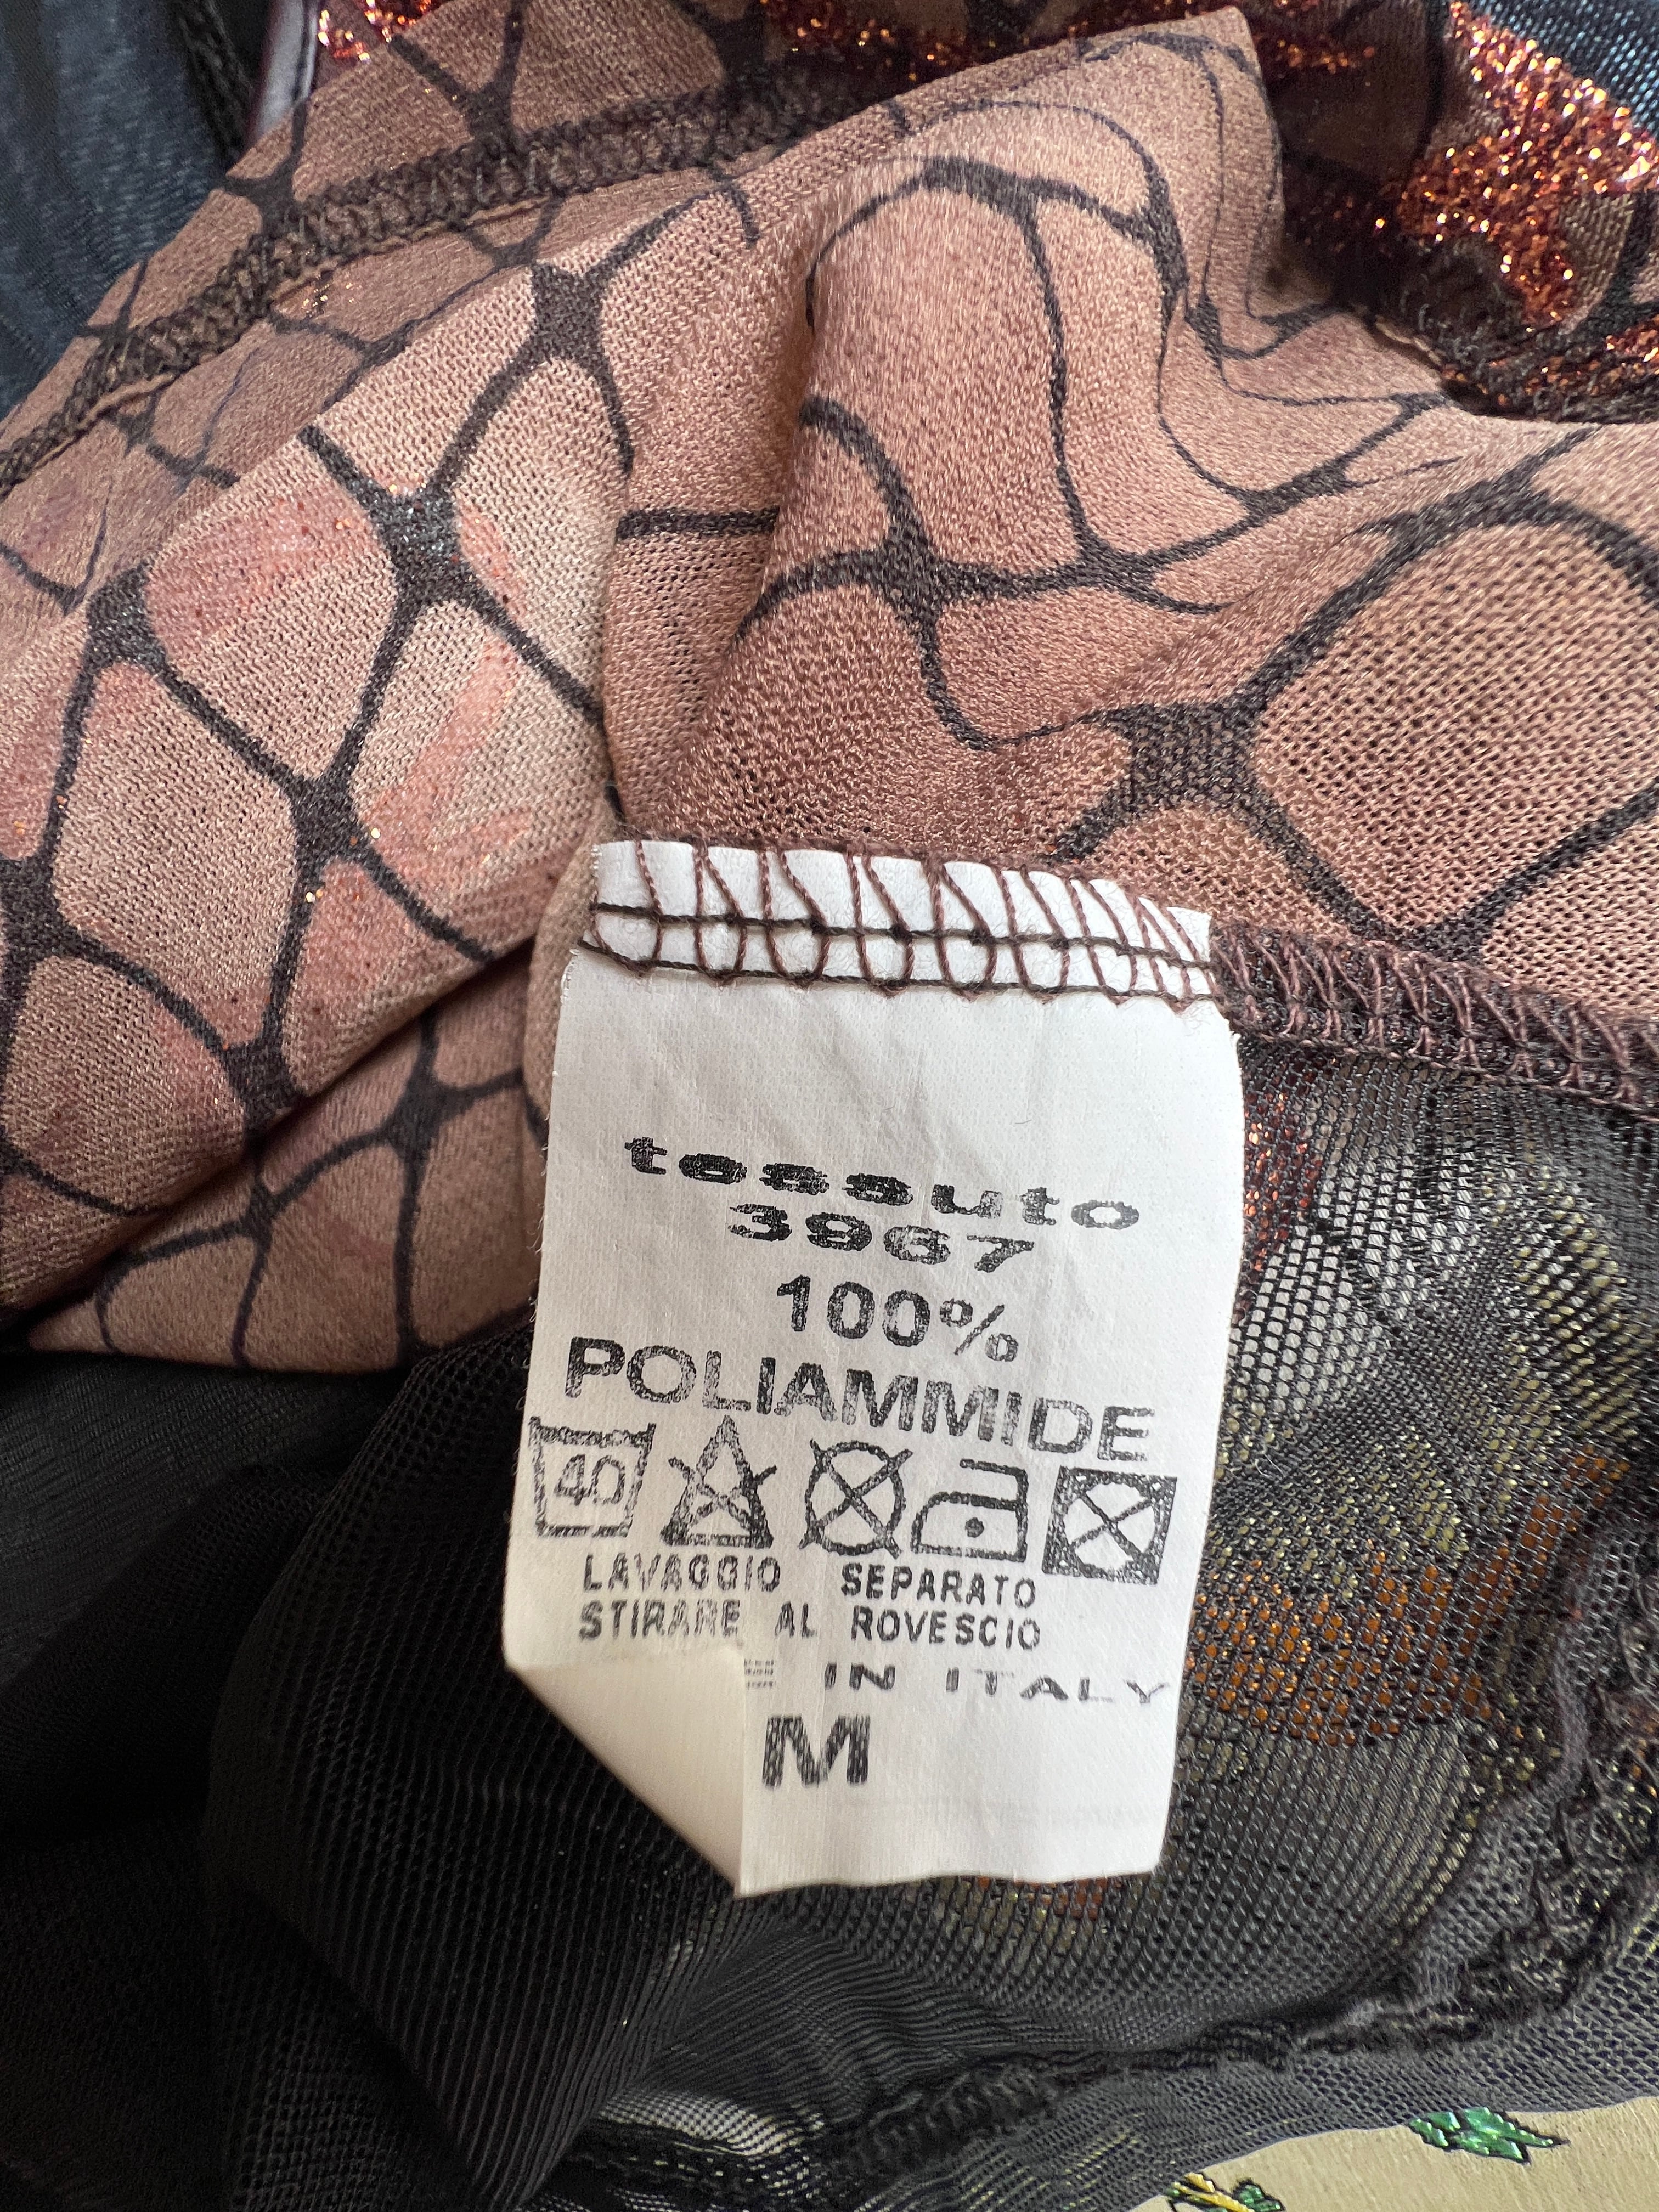 tessuto
3967
100%
POLIAMMIDE
40
LAVAGGIO SEPARATO
STIRARE AL ROVESCIO
IN ITALY
M